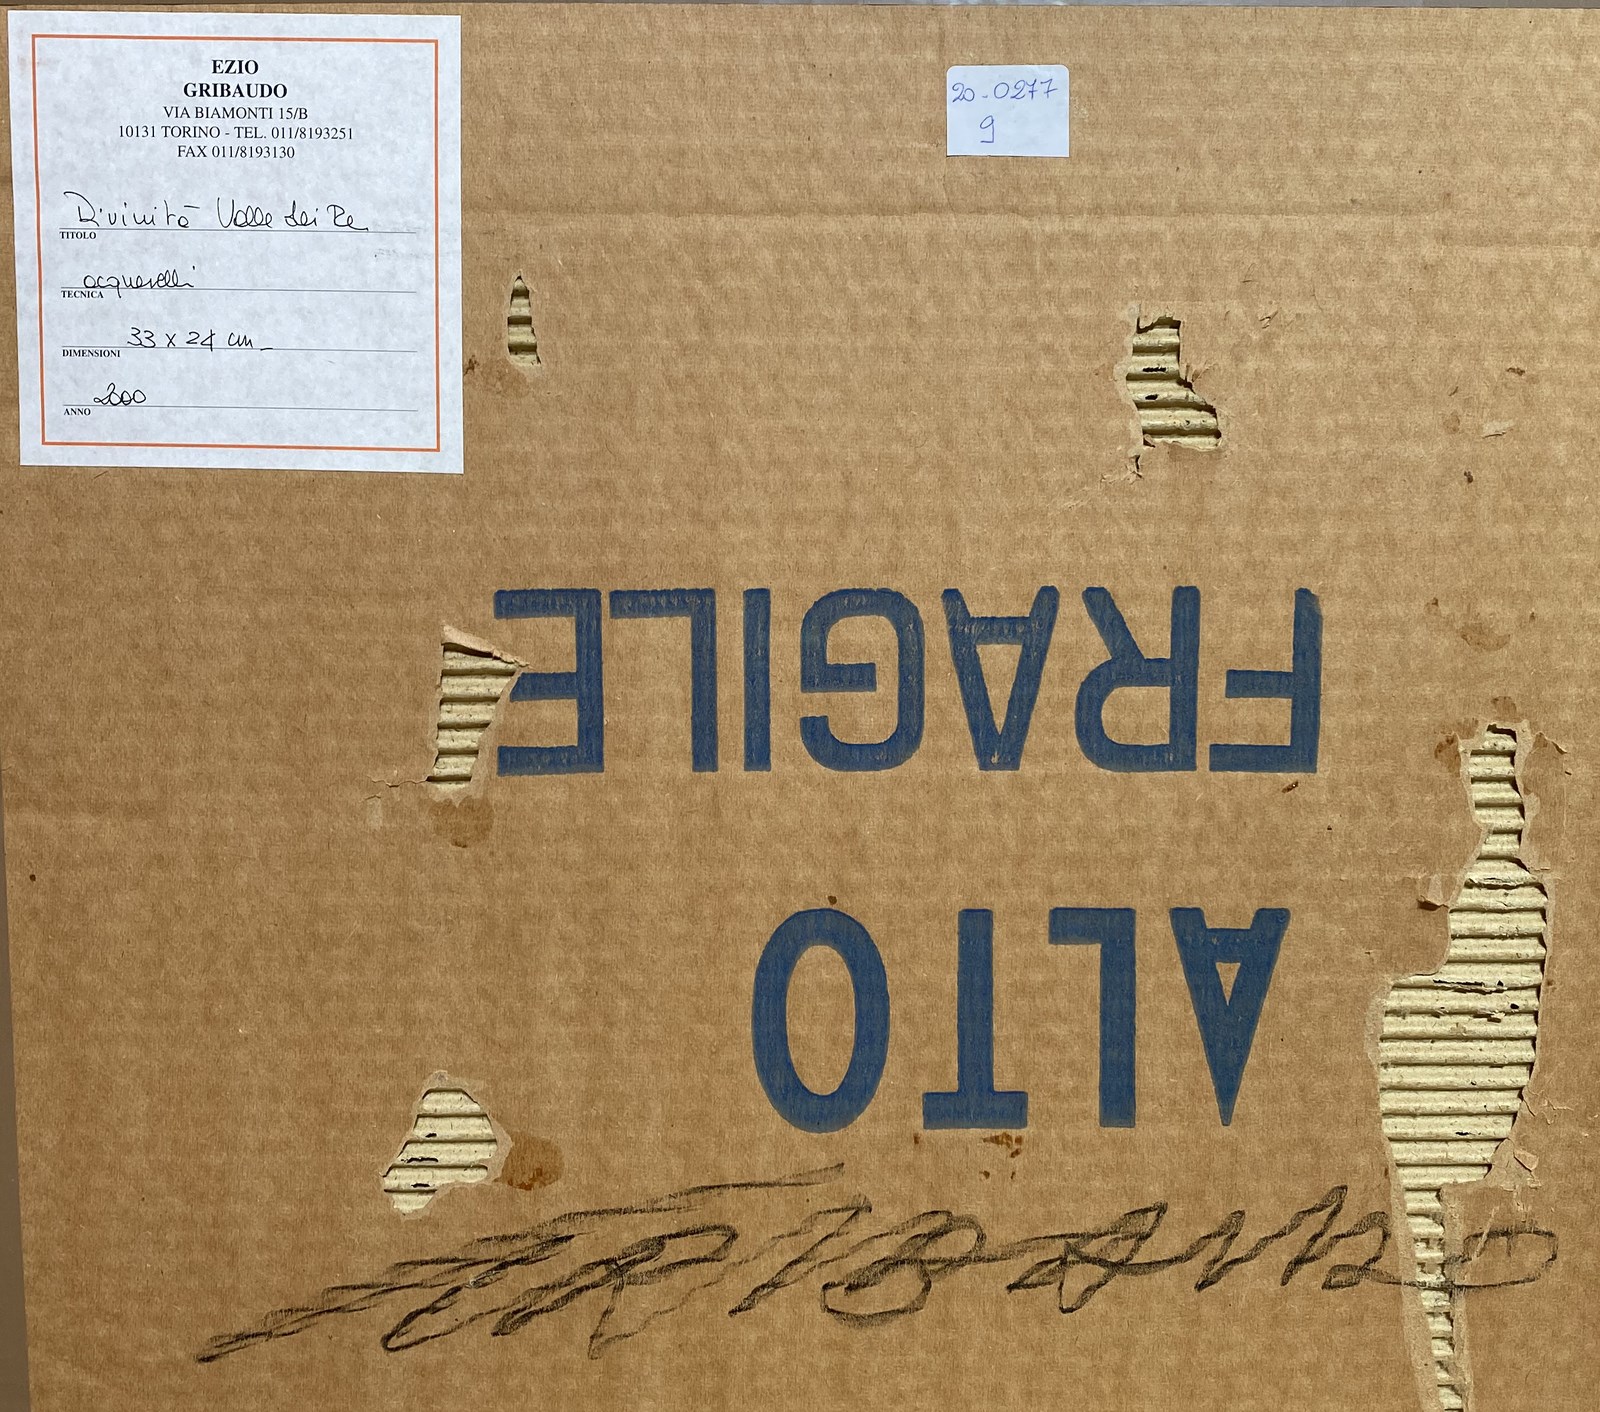 EZIO
GRIBAUDO
VIA BIAMONTI 15/B
10131 TORINO - TEL. 011/8193251
FAX 011/8193130
Divinità Valle dei Re
TITOLO
acquerelli
TECNICA
33 x 24 cm
DIMENSIONI
2000
ANNO
20-0277
9
FRAGILE
ALTO
GRIBAUDO